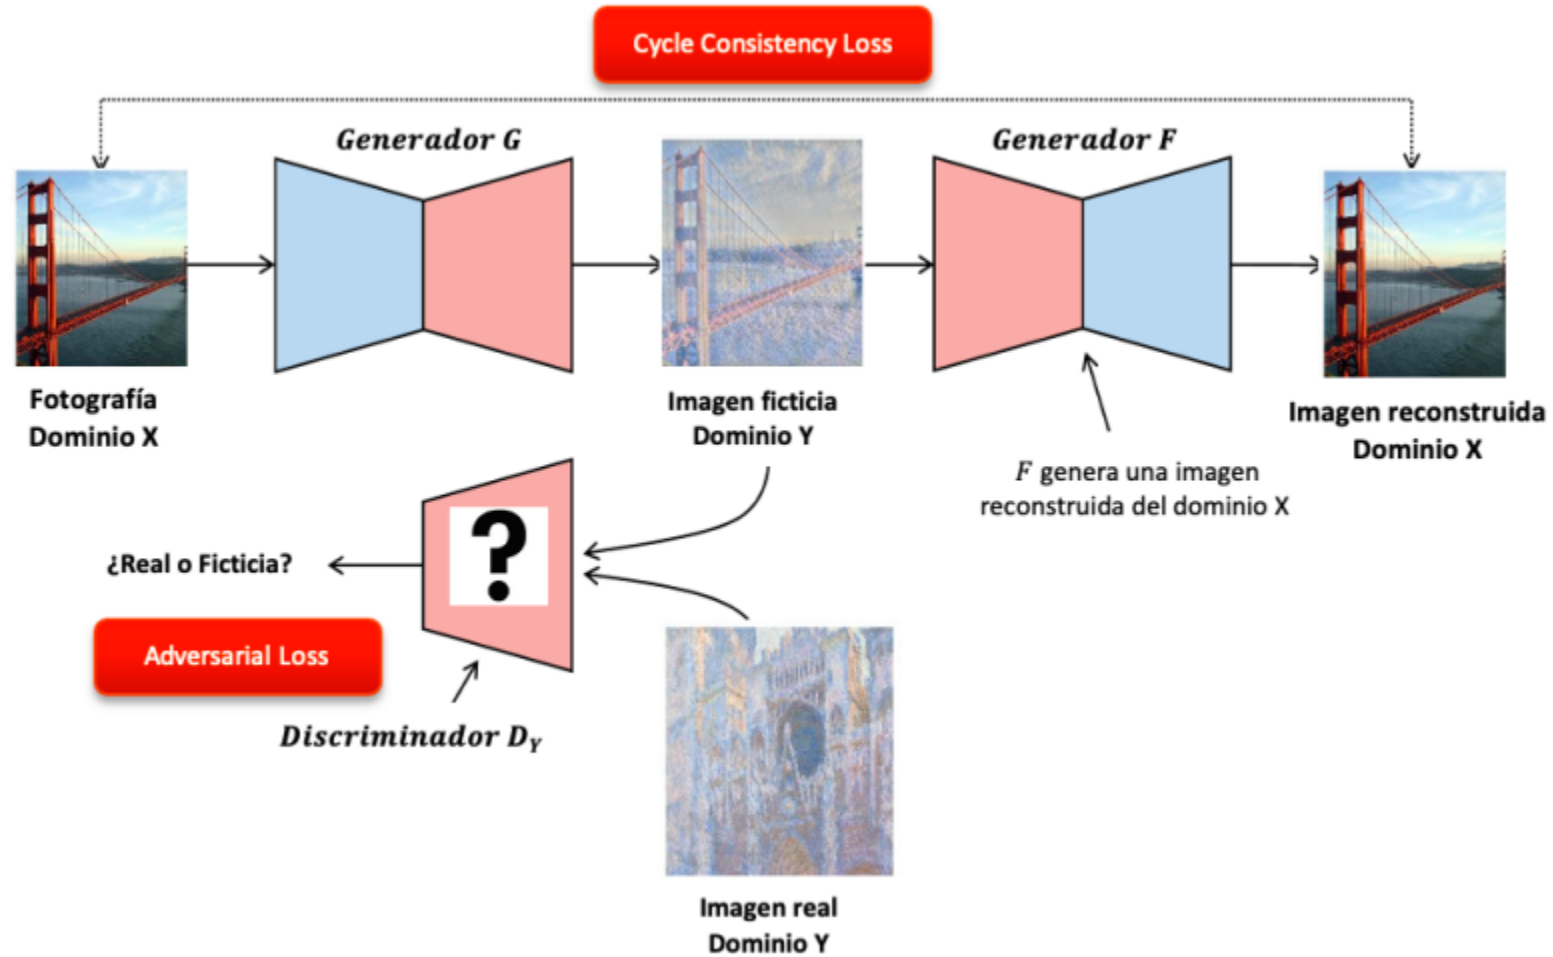 Cycle Consistency Loss
Generador G
Generador F
Fotografía
Dominio X
Imagen ficticia
Dominio Y
Imagen reconstruida
Dominio X
F genera una imagen
reconstruida del dominio X
¿Real o Ficticia?
?
Adversarial Loss
Discriminador D_Y
Imagen real
Dominio Y